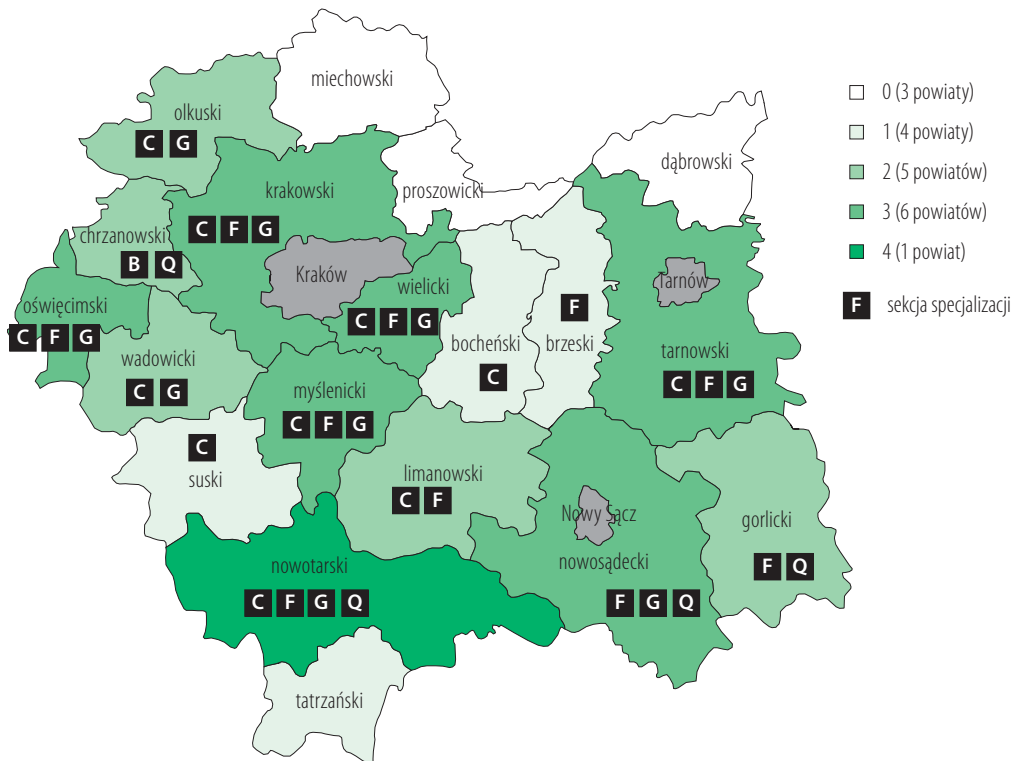 miechowski
olkuski
C G
dąbrowski
krakowski
C F G
proszowicki
chrzanowski
B Q
Kraków
wielicki
C F G
Tarnów
oświęcimski
C F G
F
brzeski
bocheński
C
tarnowski
C F G
wadowicki
C G
myślenicki
C F G
C
suski
limanowski
C F
Nowy Sącz
nowosądecki
F G Q
gorlicki
F Q
nowotarski
C F G Q
tatrzański
0 (3 powiaty)
1 (4 powiaty)
2 (5 powiatów)
3 (6 powiatów)
4 (1 powiat)
F sekcja specjalizacji